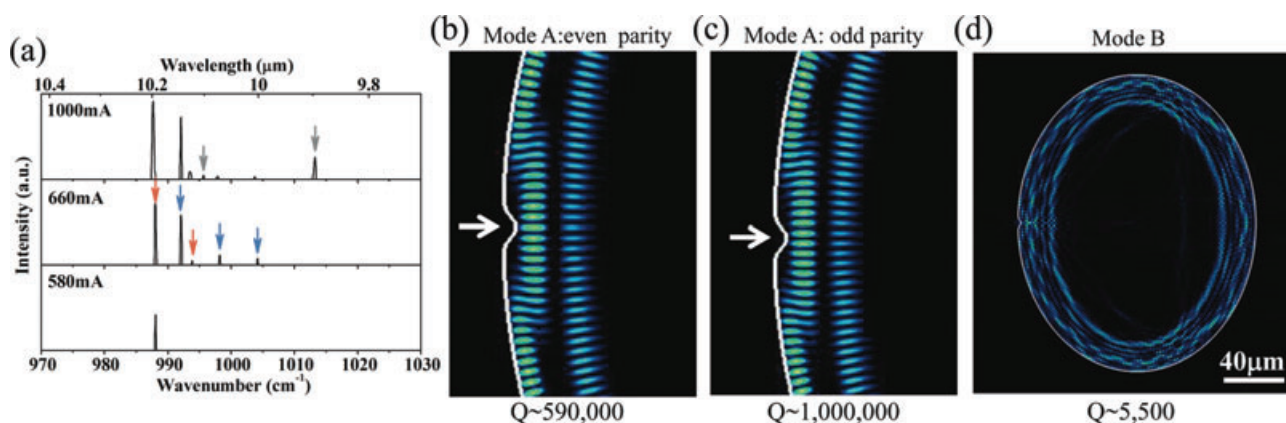 (a)
Wavelength (μm)
10.4 10.2 10 9.8
1000mA
660mA
580mA
Intensity (a.u.)
970 980 990 1000 1010 1020 1030
Wavenumber (cm⁻¹)
(b)
Mode A:even parity
Q~590,000
(c)
Mode A: odd parity
Q~1,000,000
(d)
Mode B
40μm
Q~5,500